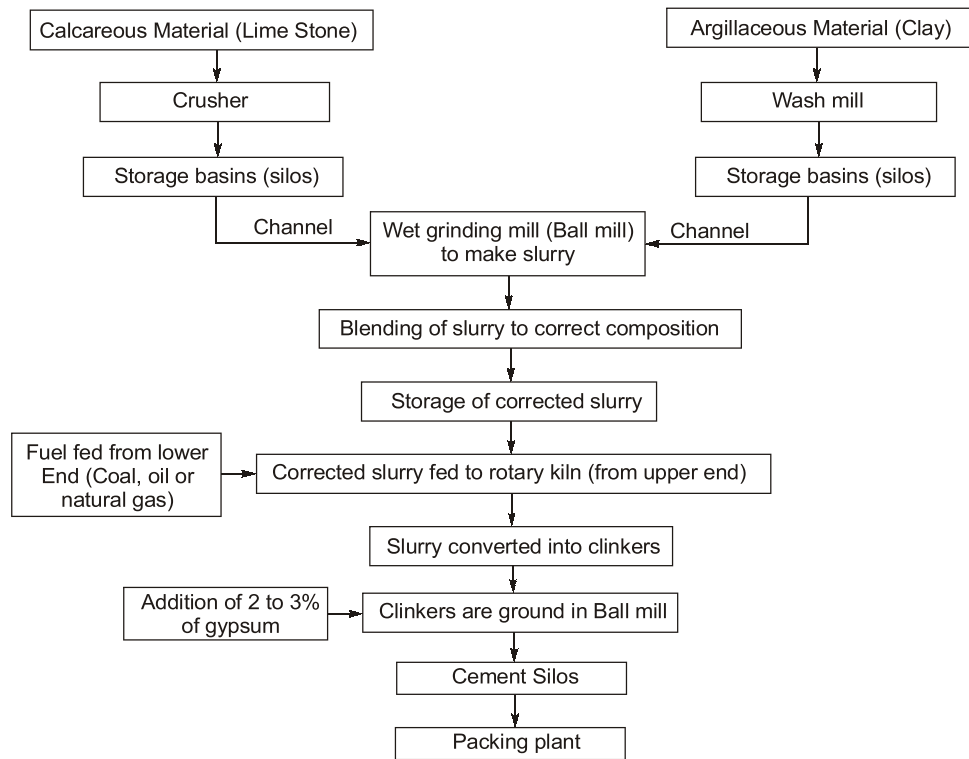 Calcareous Material (Lime Stone)
Argillaceous Material (Clay)
Crusher
Wash mill
Storage basins (silos)
Storage basins (silos)
Channel
Wet grinding mill (Ball mill)
to make slurry
Channel
Blending of slurry to correct composition
Storage of corrected slurry
Fuel fed from lower
End (Coal, oil or
natural gas)
Corrected slurry fed to rotary kiln (from upper end)
Slurry converted into clinkers
Addition of 2 to 3%
of gypsum
Clinkers are ground in Ball mill
Cement Silos
Packing plant